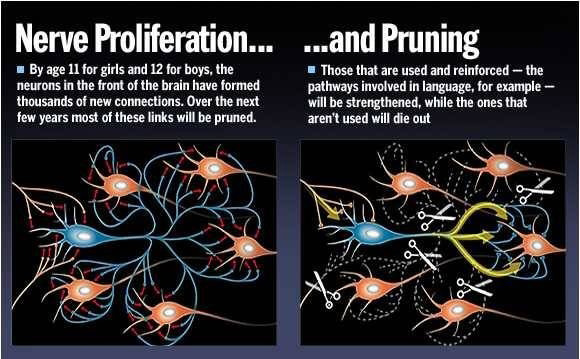 Nerve Proliferation...
■ By age 11 for girls and 12 for boys, the
neurons in the front of the brain have formed
thousands of new connections. Over the next
few years most of these links will be pruned.
...and Pruning
■ Those that are used and reinforced — the
pathways involved in language, for example —
will be strengthened, while the ones that
aren't used will die out